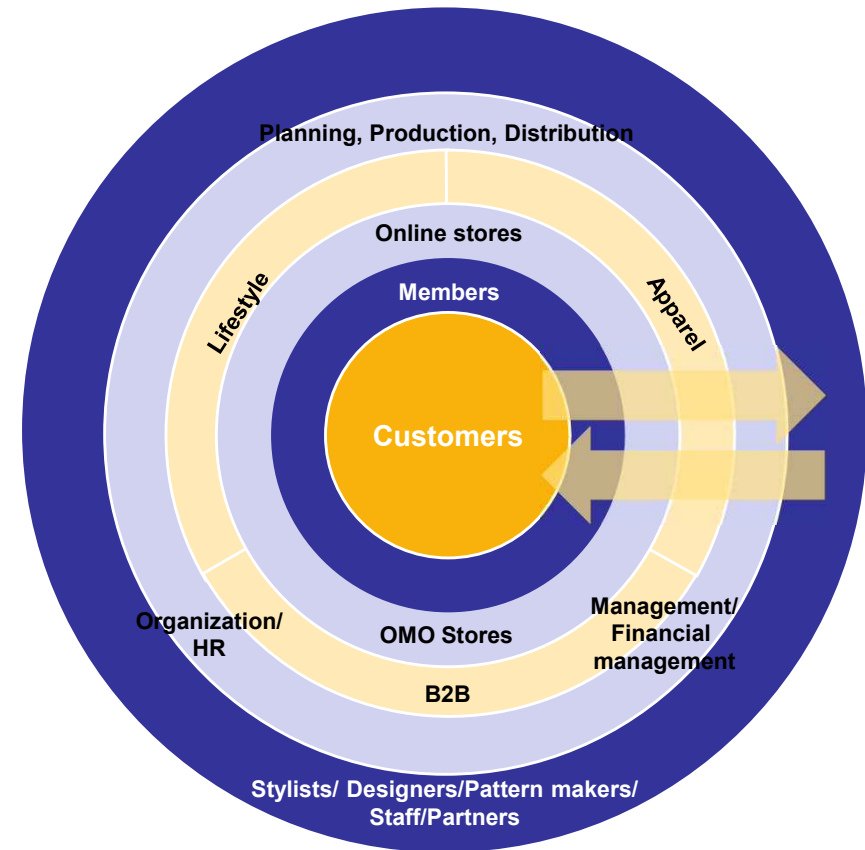 Planning, Production, Distribution
Online stores
Members
Lifestyle
Apparel
Customers
Organization/
HR
OMO Stores
Management/
Financial
management
B2B
Stylists/ Designers/Pattern makers/
Staff/Partners